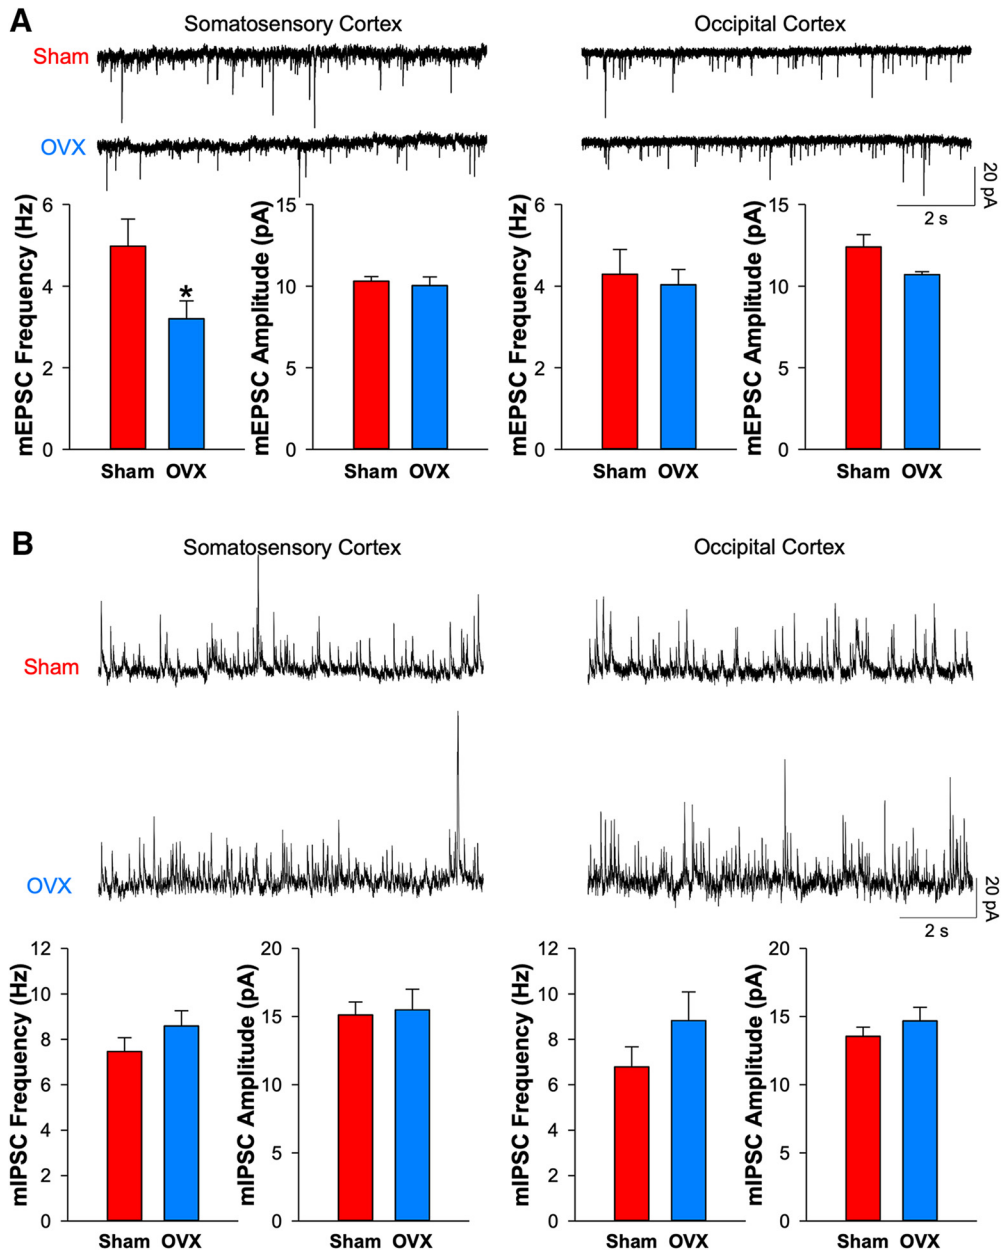 A
Somatosensory Cortex
Occipital Cortex
Sham
OVX
20 pA
2 s
mEPSC Frequency (Hz)
6
4
2
0
Sham OVX
mEPSC Amplitude (pA)
15
10
5
0
Sham OVX
*
mEPSC Frequency (Hz)
6
4
2
0
Sham OVX
mEPSC Amplitude (pA)
15
10
5
0
Sham OVX
B
Somatosensory Cortex
Occipital Cortex
Sham
OVX
20 pA
2 s
mIPSC Frequency (Hz)
12
10
8
6
4
2
0
Sham OVX
mIPSC Amplitude (pA)
20
15
10
5
0
Sham OVX
mIPSC Frequency (Hz)
12
10
8
6
4
2
0
Sham OVX
mIPSC Amplitude (pA)
20
15
10
5
0
Sham OVX